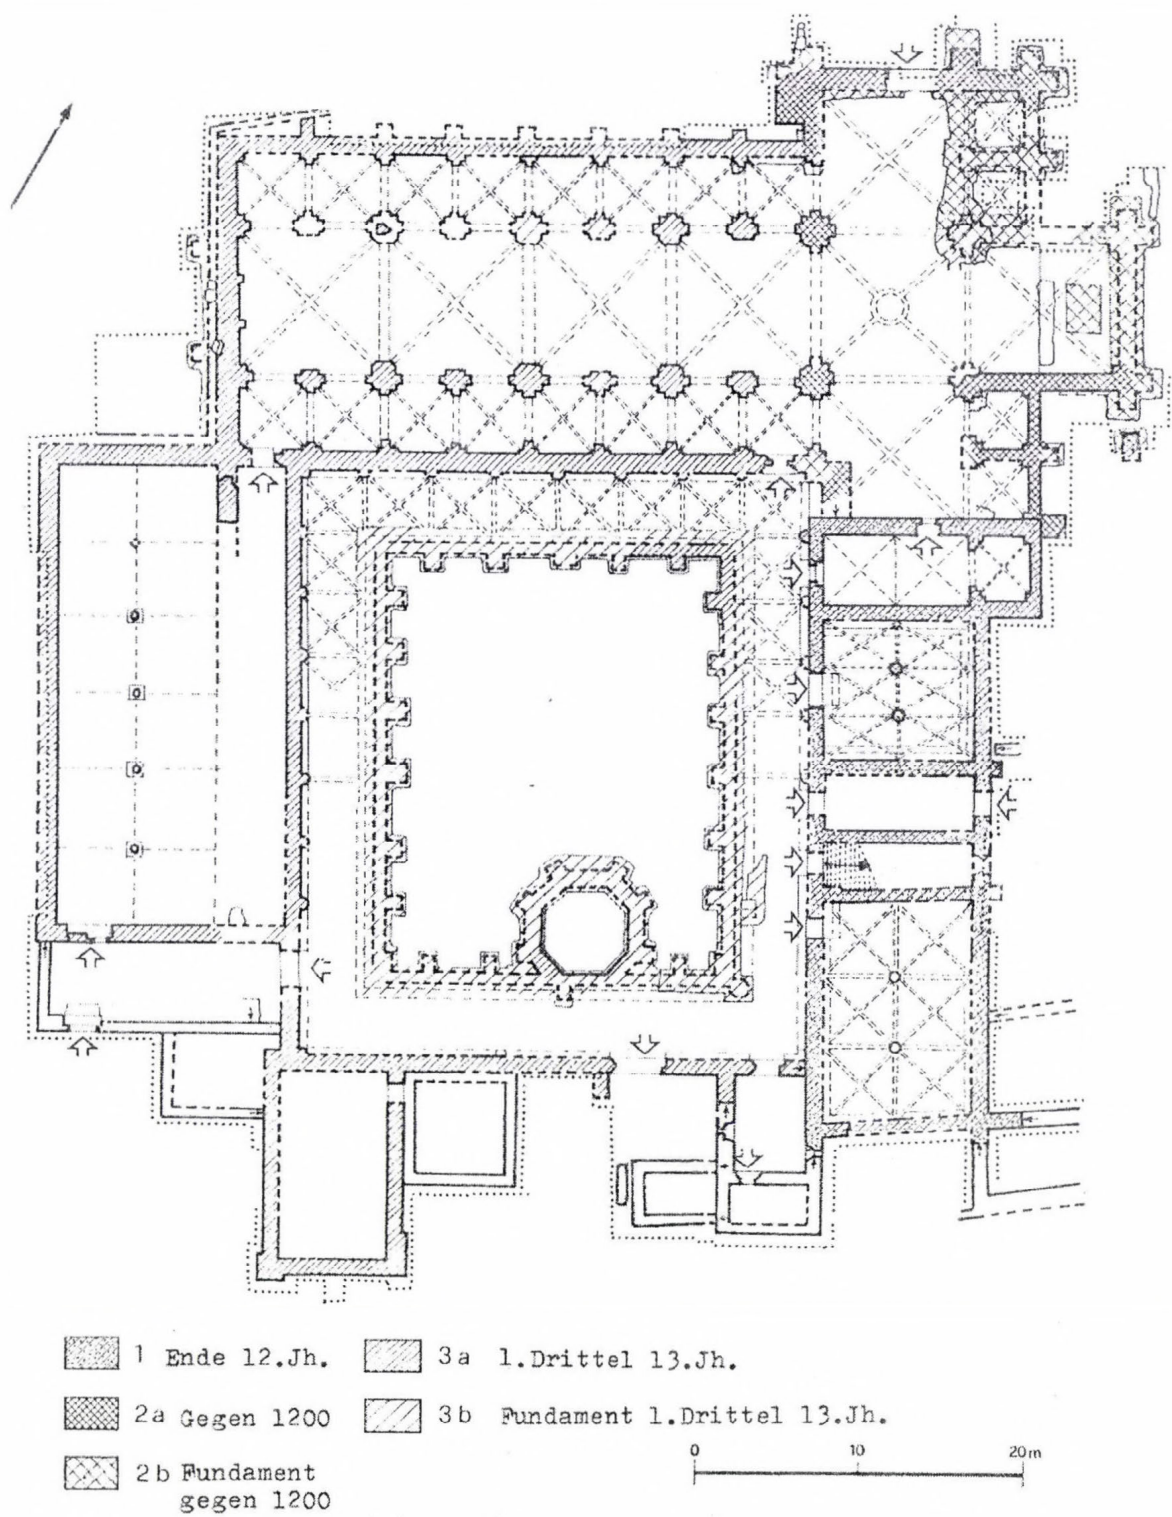 1 Ende 12.Jh.
3a 1.Drittel 13.Jh.
2a Gegen 1200
3b Fundament 1.Drittel 13.Jh.
2b Fundament
gegen 1200
0 10 20m